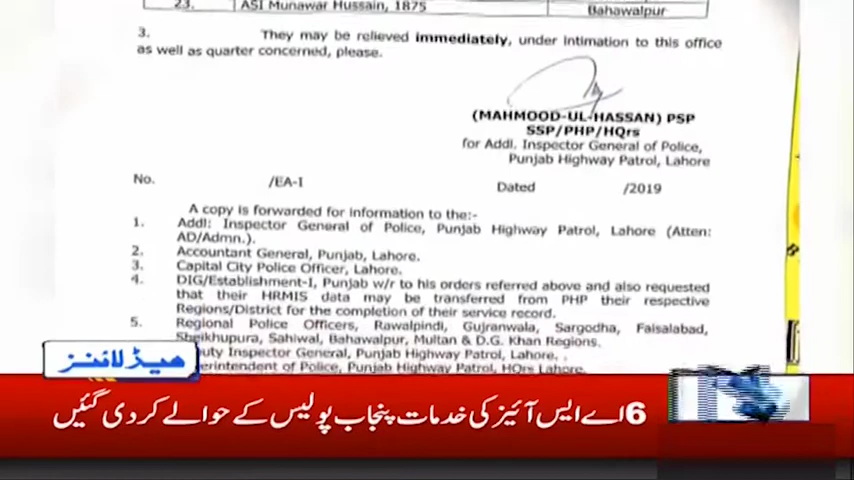 23. ASI Munawar Hussain, 1875 Bahawalpur
3. They may be relieved immediately, under intimation to this office
as well as quarter concerned, please.
(MAHMOOD-UL-HASSAN) PSP
SSP/PHP/HQrs
for Addl. Inspector General of Police,
Punjab Highway Patrol, Lahore
No. /EA-I Dated /2019
A copy is forwarded for information to the:-
1. Addl: Inspector General of Police, Punjab Highway Patrol, Lahore (Atten:
AD/Admn.).
2. Accountant General, Punjab, Lahore.
3. Capital City Police Officer, Lahore.
4. DIG/Establishment-I, Punjab w/r to his orders referred above and also requested
that their HRMIS data may be transferred from PHP their respective
Regions/District for the completion of their service record.
5. Regional Police Officers, Rawalpindi, Gujranwala, Sargodha, Faisalabad,
Sheikhupura, Sahiwal, Bahawalpur, Multan & D.G. Khan Regions.
Inspector General, Punjab Highway Patrol, Lahore.
of Police, Punjab Highway Patrol, HQrs Lahore.
ہیڈلائنز
6 اے ایس آئیز کی خدمات پنجاب پولیس کے حوالے کر دی گئیں